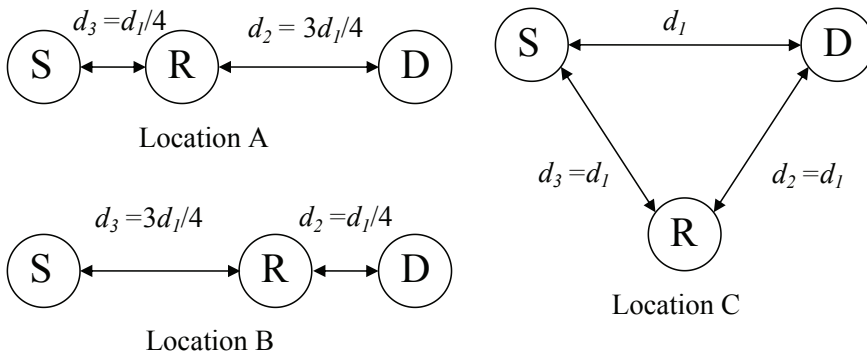 d3 =d1/4
d2 = 3d1/4
S
R
D
Location A
d3 =3d1/4
d2 =d1/4
S
R
D
Location B
S
d1
D
d3 =d1
d2 =d1
R
Location C